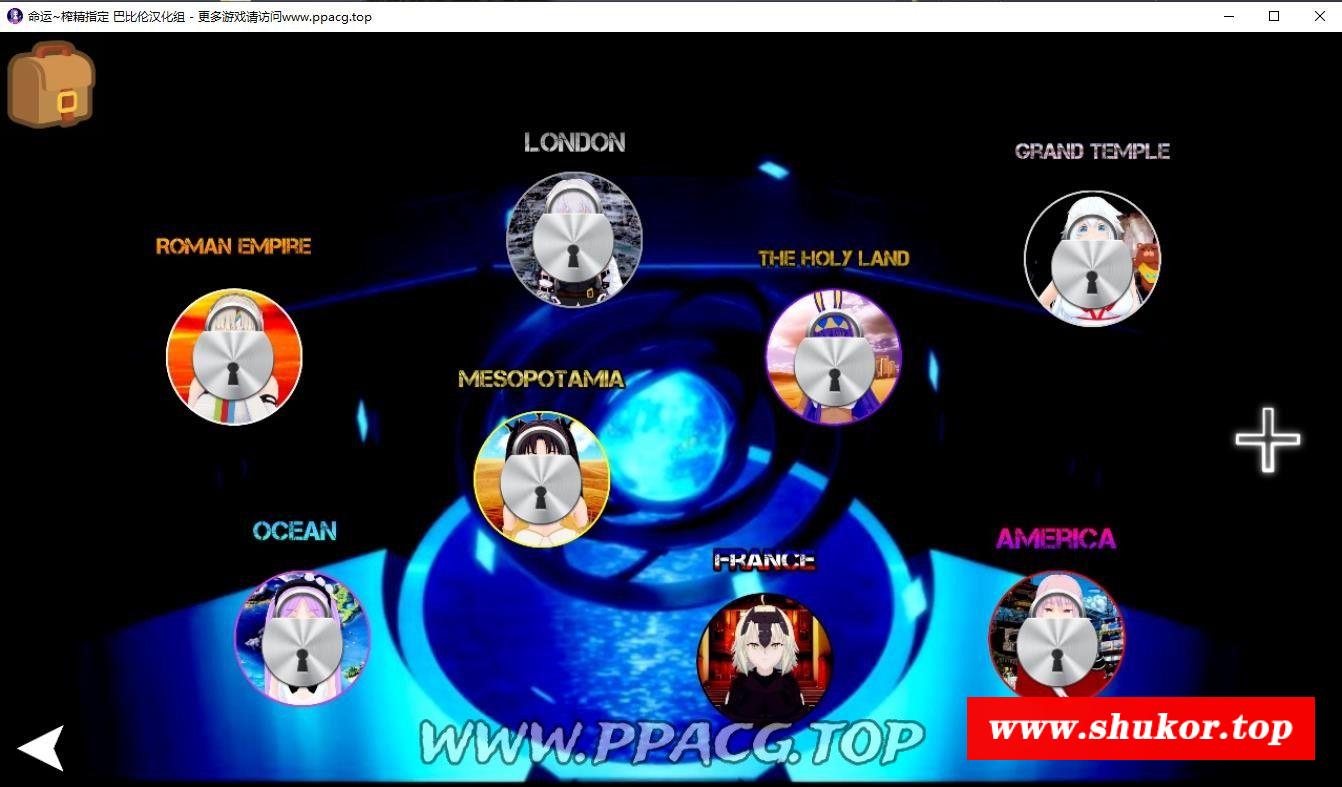 命运~榨精指定 巴比伦汉化组 - 更多游戏请访问www.ppacg.top
LONDON
GRAND TEMPLE
ROMAN EMPIRE
THE HOLY LAND
MESOPOTAMIA
OCEAN
AMERICA
FRANCE
WWW.PPACG.TOP
www.shukor.top